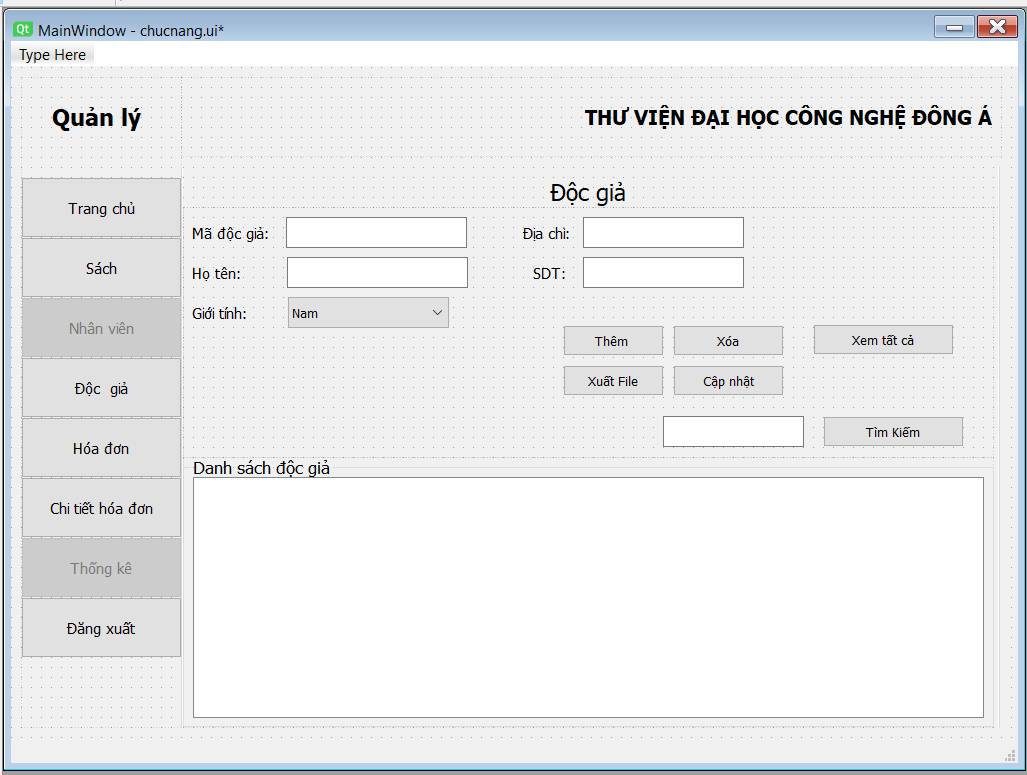 Qt MainWindow - chucnang.ui*
Type Here
Quản lý
THƯ VIỆN ĐẠI HỌC CÔNG NGHỆ ĐÔNG Á
Trang chủ
Sách
Nhân viên
Độc  giả
Hóa đơn
Chi tiết hóa đơn
Thống kê
Đăng xuất
Độc giả
Mã độc giả:
Địa chỉ:
Họ tên:
SDT:
Giới tính:
Nam
Thêm
Xóa
Xem tất cả
Xuất File
Cập nhật
Tìm Kiếm
Danh sách độc giả